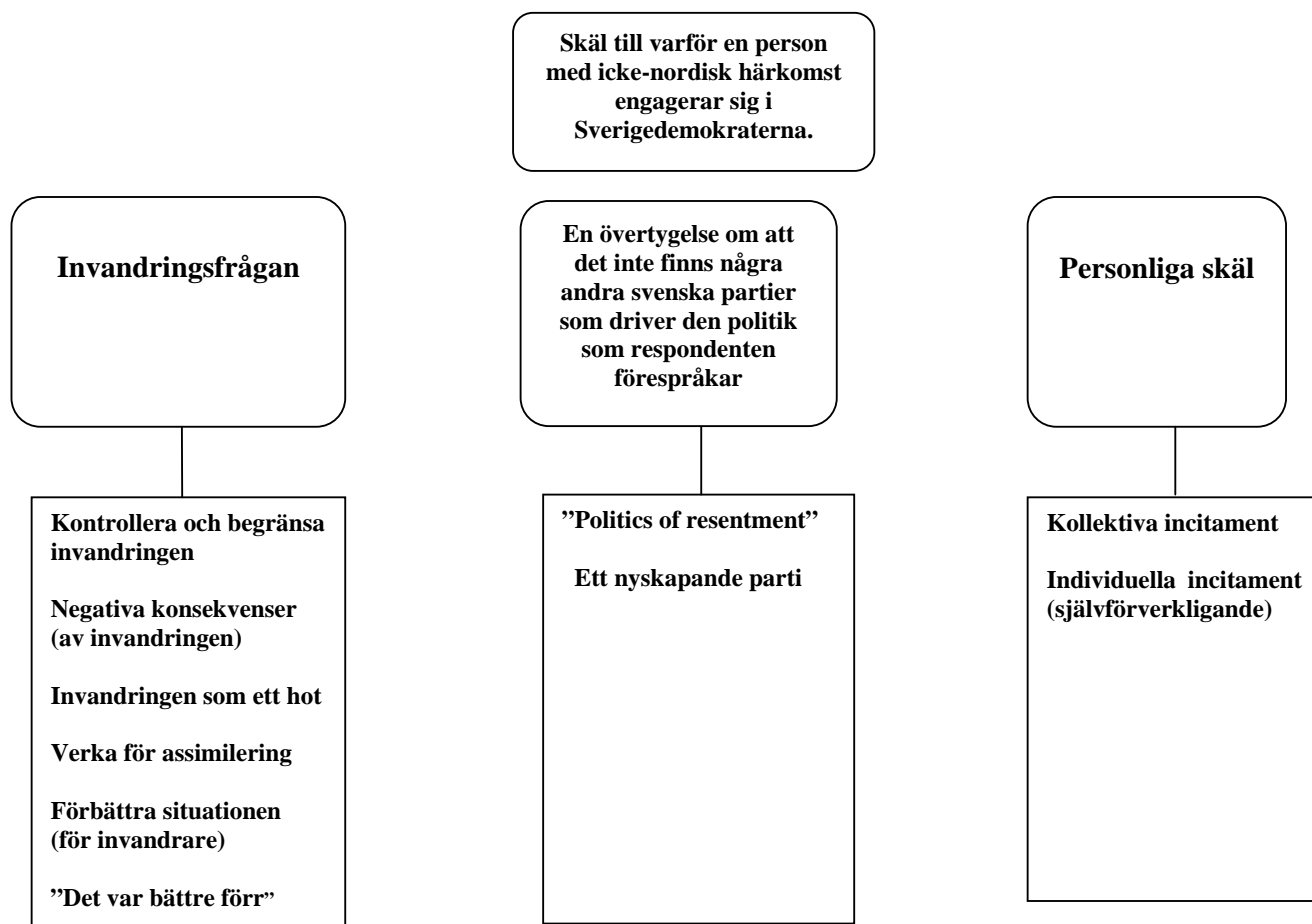 Skäl till varför en person
med icke-nordisk härkomst
engagerar sig i
Sverigedemokraterna.
Invandringsfrågan
En övertygelse om att
det inte finns några
andra svenska partier
som driver den politik
som respondenten
förespråkar
Personliga skäl
Kontrollera och begränsa
invandringen
Negativa konsekvenser
(av invandringen)
Invandringen som ett hot
Verka för assimilering
Förbättra situationen
(för invandrare)
”Det var bättre förr”
”Politics of resentment”
Ett nyskapande parti
Kollektiva incitament
Individuella incitament
(självförverkligande)